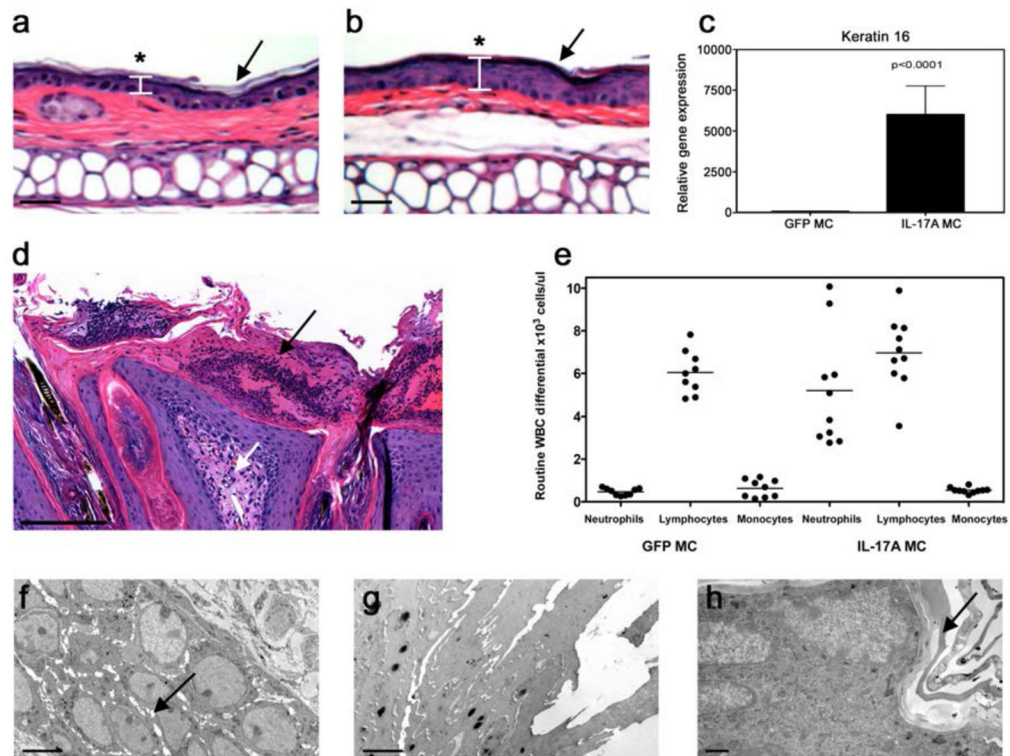 a
*
b
*
c
Keratin 16
p<0.0001
Relative gene expression
10000
7500
5000
2500
0
GFP MC
IL-17A MC
d
e
Routine WBC differential x10³ cells/ul
10
8
6
4
2
0
Neutrophils Lymphocytes Monocytes Neutrophils Lymphocytes Monocytes
GFP MC IL-17A MC
f
g
h